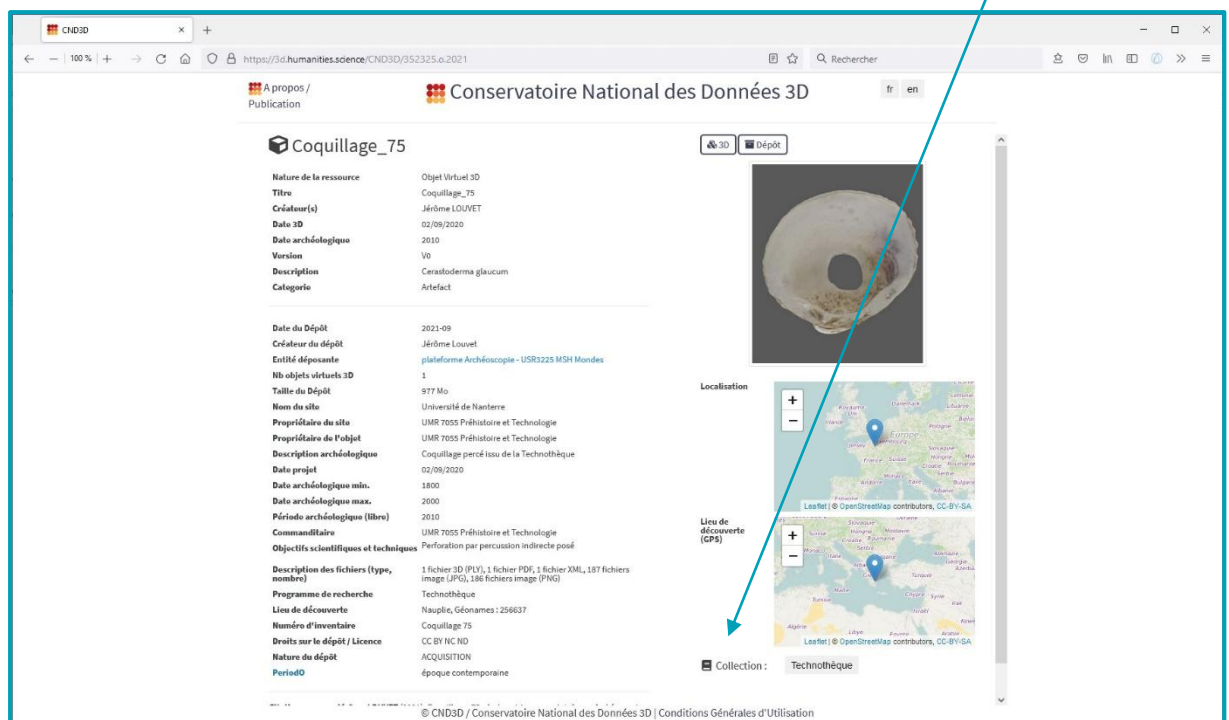 CND3D
100 %
https://3d.humanities.science/CND3D/352325.o.2021
Rechercher
A propos /
Publication
Conservatoire National des Données 3D
fr en
Coquillage_75
3D Dépôt
Nature de la ressource Objet Virtuel 3D
Titre Coquillage_75
Créateur(s) Jérôme LOUVET
Date 3D 02/09/2020
Date archéologique 2010
Version V0
Description Cerastoderma glaucum
Categorie Artefact
Date du Dépôt 2021-09
Créateur du dépôt Jérôme Louvet
Entité déposante plateforme Archéoscopie - USR3225 MSH Mondes
Nb objets virtuels 3D 1
Taille du Dépôt 977 Mo
Nom du site Université de Nanterre
Propriétaire du site UMR 7055 Préhistoire et Technologie
Propriétaire de l'objet UMR 7055 Préhistoire et Technologie
Description archéologique Coquillage percé issu de la Technothèque
Date projet 02/09/2020
Date archéologique min. 1800
Date archéologique max. 2000
Période archéologique (libre) 2010
Commanditaire UMR 7055 Préhistoire et Technologie
Objectifs scientifiques et techniques Perforation par percussion indirecte posé
Description des fichiers (type,
nombre)
1 fichier 3D (PLY), 1 fichier PDF, 1 fichier XML, 187 fichiers
image (JPG), 186 fichiers image (PNG)
Programme de recherche Technothèque
Lieu de découverte Nauplie, Géonames : 256637
Numéro d'inventaire Coquillage 75
Droits sur le dépôt / Licence CC BY NC ND
Nature du dépôt ACQUISITION
PeriodO époque contemporaine
Localisation
+
−
Europe
France
Leaflet | © OpenStreetMap contributors, CC-BY-SA
Lieu de
découverte
(GPS)
+
−
Leaflet | © OpenStreetMap contributors, CC-BY-SA
Collection : Technothèque
© CND3D / Conservatoire National des Données 3D | Conditions Générales d'Utilisation